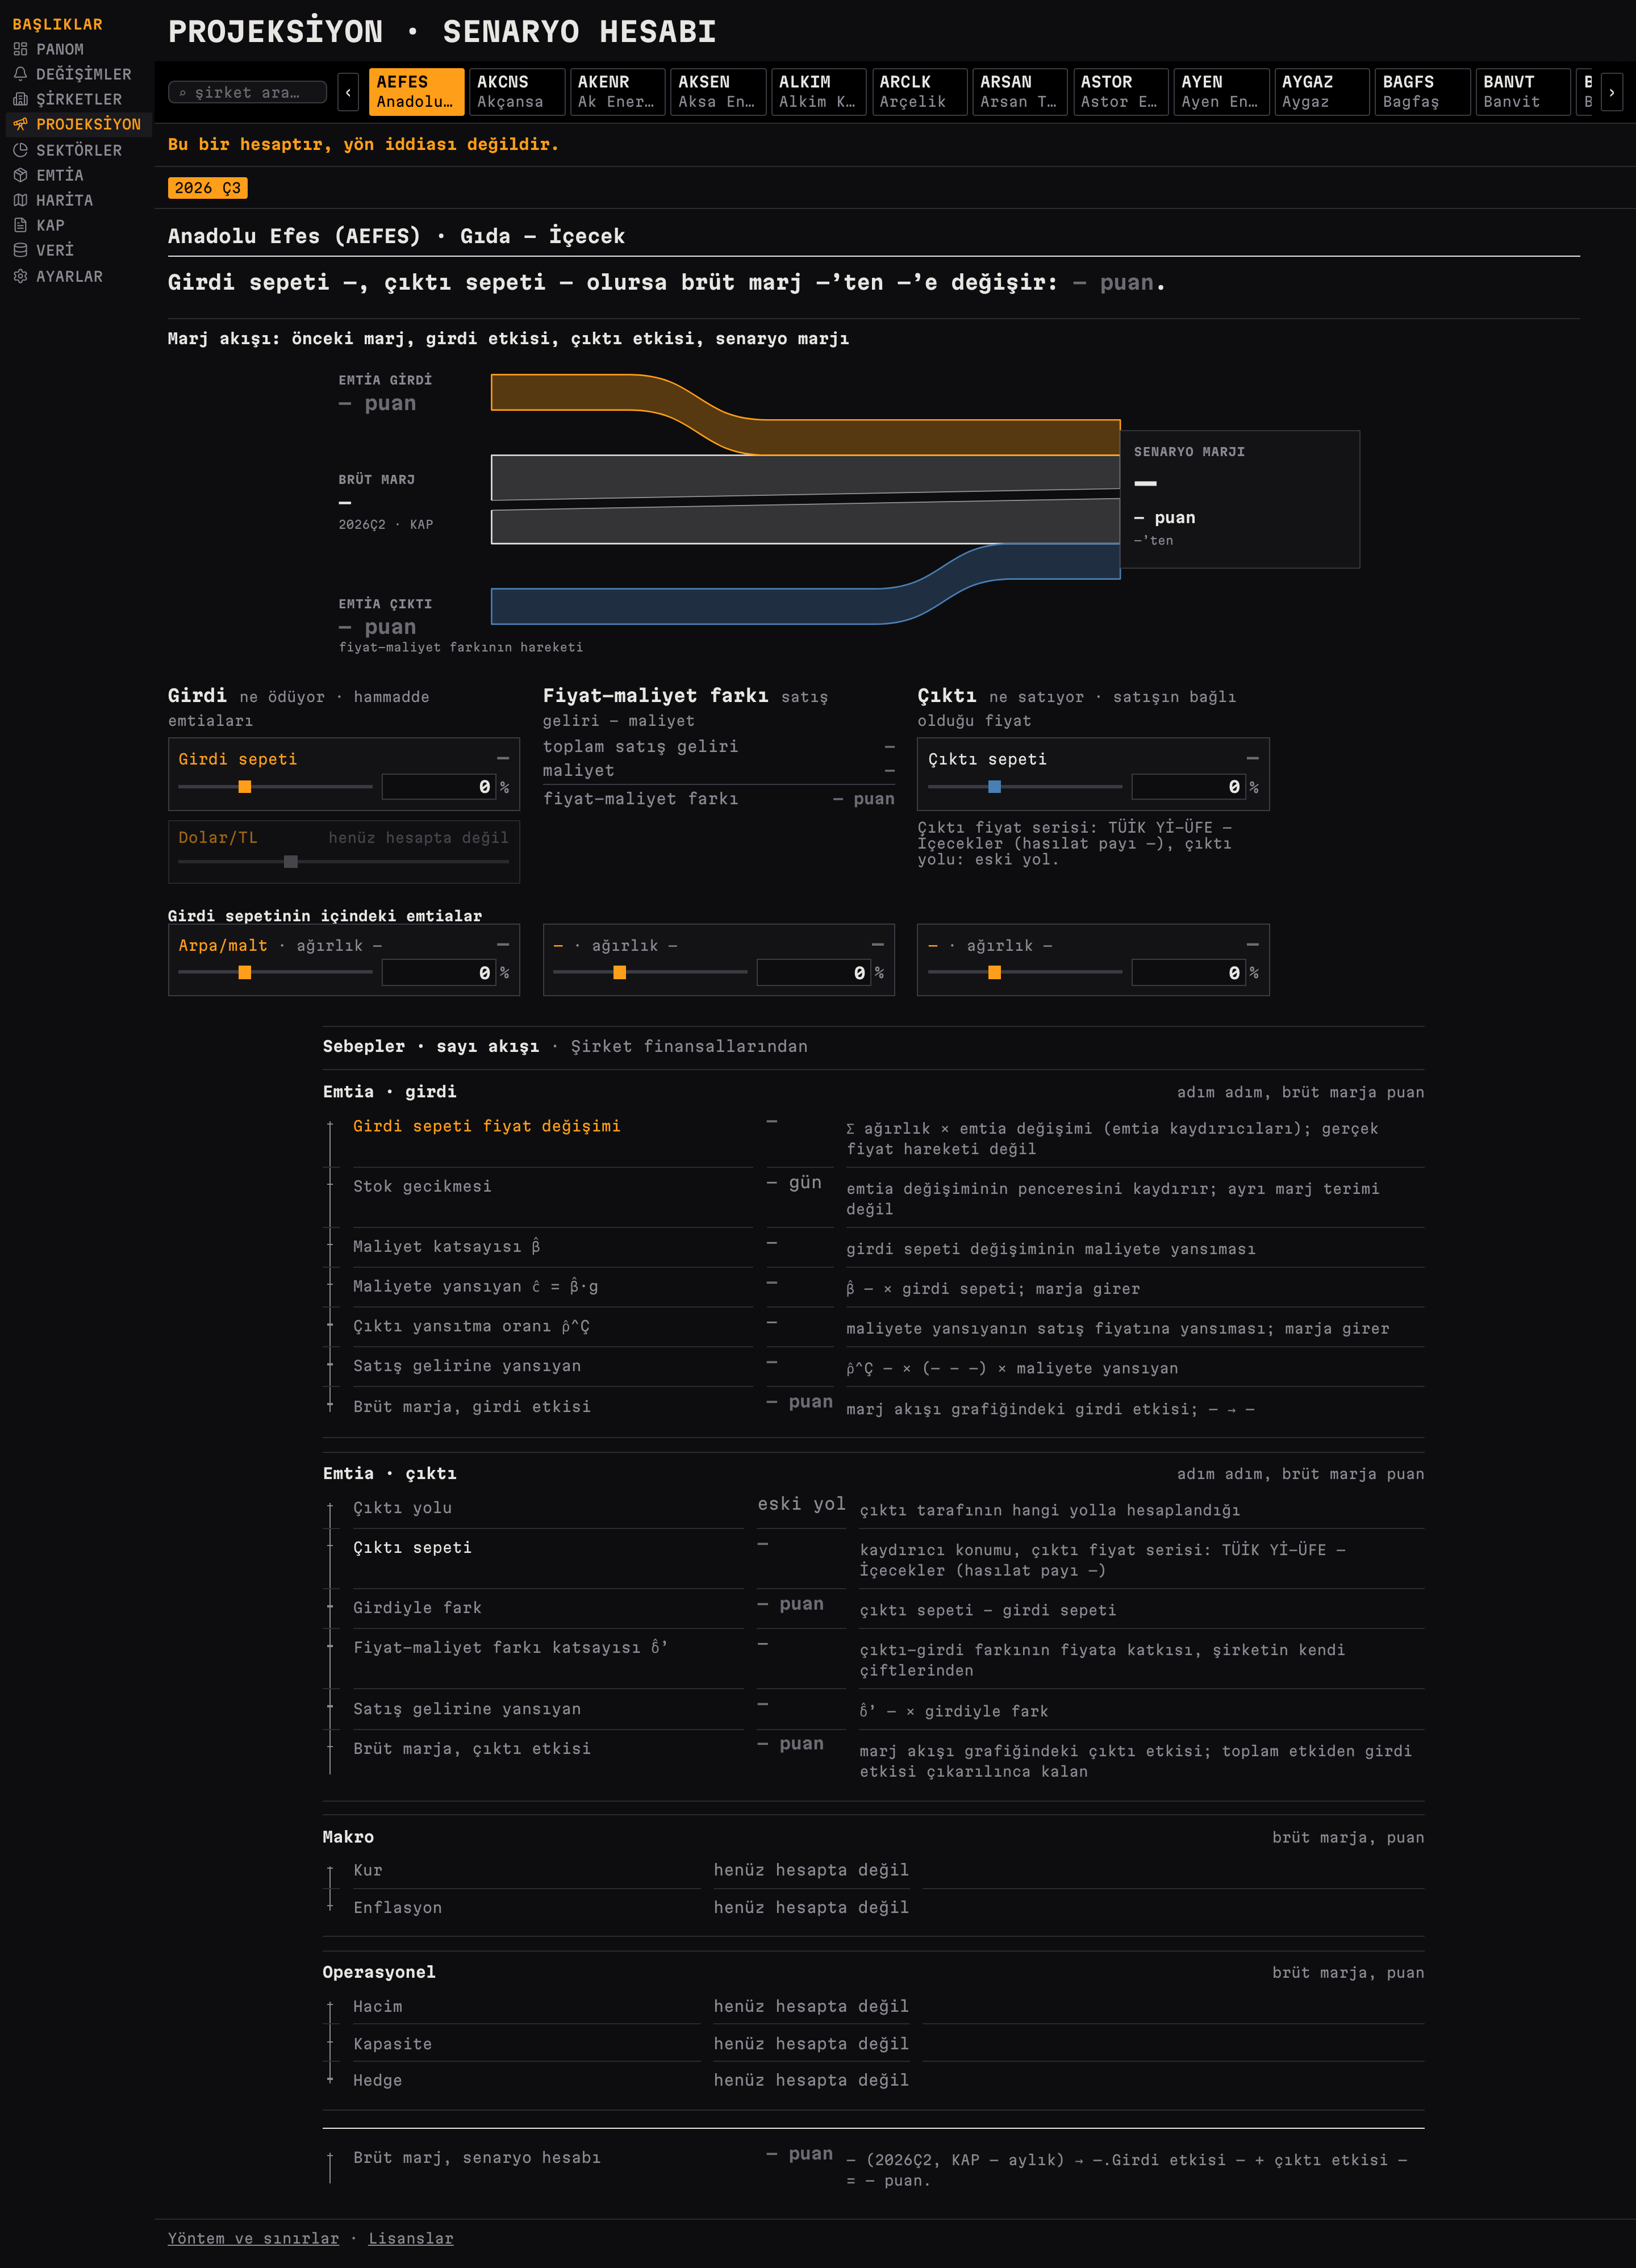 BAŞLIKLAR
PANOM
DEĞİŞİMLER
ŞİRKETLER
PROJEKSİYON
SEKTÖRLER
EMTİA
HARİTA
KAP
VERİ
AYARLAR
PROJEKSİYON · SENARYO HESABI
şirket ara…
‹
AEFES
Anadolu…
AKCNS
Akçansa
AKENR
Ak Ener…
AKSEN
Aksa En…
ALKIM
Alkim K…
ARCLK
Arçelik
ARSAN
Arsan T…
ASTOR
Astor E…
AYEN
Ayen En…
AYGAZ
Aygaz
BAGFS
Bagfaş
BANVT
Banvit
›
Bu bir hesaptır, yön iddiası değildir.
2026 Ç3
Anadolu Efes (AEFES) · Gıda – İçecek
Girdi sepeti —, çıktı sepeti — olursa brüt marj —’ten —’e değişir: — puan.
Marj akışı: önceki marj, girdi etkisi, çıktı etkisi, senaryo marjı
EMTİA GİRDİ
— puan
BRÜT MARJ
—
2026Ç2 · KAP
EMTİA ÇIKTI
— puan
fiyat–maliyet farkının hareketi
SENARYO MARJI
—
— puan
—’ten
Girdi ne ödüyor · hammadde
emtiaları
Girdi sepeti —
0 %
Dolar/TL henüz hesapta değil
Fiyat–maliyet farkı satış
geliri − maliyet
toplam satış geliri —
maliyet —
fiyat–maliyet farkı — puan
Çıktı ne satıyor · satışın bağlı
olduğu fiyat
Çıktı sepeti —
0 %
Çıktı fiyat serisi: TÜİK Yİ-ÜFE —
İçecekler (hasılat payı —), çıktı
yolu: eski yol.
Girdi sepetinin içindeki emtialar
Arpa/malt · ağırlık — —
0 %
— · ağırlık — —
0 %
— · ağırlık — —
0 %
Sebepler · sayı akışı · Şirket finansallarından
Emtia · girdi adım adım, brüt marja puan
Girdi sepeti fiyat değişimi — Σ ağırlık × emtia değişimi (emtia kaydırıcıları); gerçek
fiyat hareketi değil
Stok gecikmesi — gün emtia değişiminin penceresini kaydırır; ayrı marj terimi
değil
Maliyet katsayısı β̂ — girdi sepeti değişiminin maliyete yansıması
Maliyete yansıyan ĉ = β̂·g — β̂ — × girdi sepeti; marja girer
Çıktı yansıtma oranı ρ̂^Ç — maliyete yansıyanın satış fiyatına yansıması; marja girer
Satış gelirine yansıyan — ρ̂^Ç — × (— − —) × maliyete yansıyan
Brüt marja, girdi etkisi — puan marj akışı grafiğindeki girdi etkisi; — → —
Emtia · çıktı adım adım, brüt marja puan
Çıktı yolu eski yol çıktı tarafının hangi yolla hesaplandığı
Çıktı sepeti — kaydırıcı konumu, çıktı fiyat serisi: TÜİK Yİ-ÜFE —
İçecekler (hasılat payı —)
Girdiyle fark — puan çıktı sepeti − girdi sepeti
Fiyat–maliyet farkı katsayısı δ̂’ — çıktı–girdi farkının fiyata katkısı, şirketin kendi
çiftlerinden
Satış gelirine yansıyan — δ̂’ — × girdiyle fark
Brüt marja, çıktı etkisi — puan marj akışı grafiğindeki çıktı etkisi; toplam etkiden girdi
etkisi çıkarılınca kalan
Makro brüt marja, puan
Kur henüz hesapta değil
Enflasyon henüz hesapta değil
Operasyonel brüt marja, puan
Hacim henüz hesapta değil
Kapasite henüz hesapta değil
Hedge henüz hesapta değil
Brüt marj, senaryo hesabı — puan — (2026Ç2, KAP — aylık) → —.Girdi etkisi — + çıktı etkisi —
= — puan.
Yöntem ve sınırlar · Lisanslar